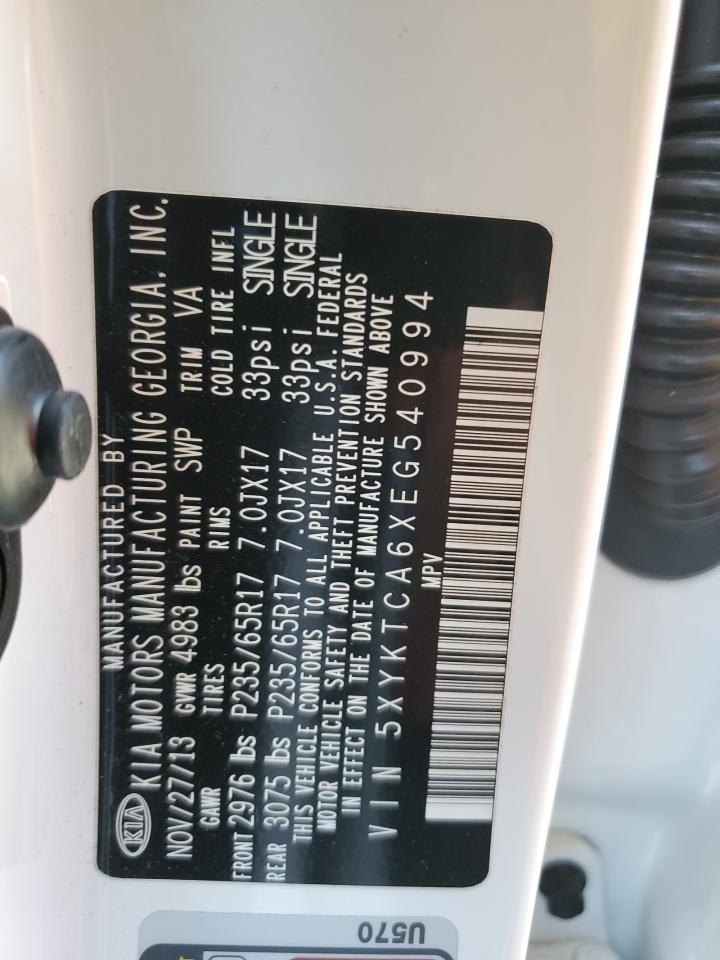 MANUFACTURED BY
KIA KIA MOTORS MANUFACTURING GEORGIA, INC.
NOV/27/13 GVWR 4983 lbs PAINT SWP TRIM VA
GAWR TIRES RIMS COLD TIRE INFL
FRONT 2976 lbs P235/65R17 7.0JX17 33psi SINGLE
REAR 3075 lbs P235/65R17 7.0JX17 33psi SINGLE
THIS VEHICLE CONFORMS TO ALL APPLICABLE U.S.A. FEDERAL
MOTOR VEHICLE SAFETY AND THEFT PREVENTION STANDARDS
IN EFFECT ON THE DATE OF MANUFACTURE SHOWN ABOVE
VIN 5XYKTCA6XEG540994
MPV
U570